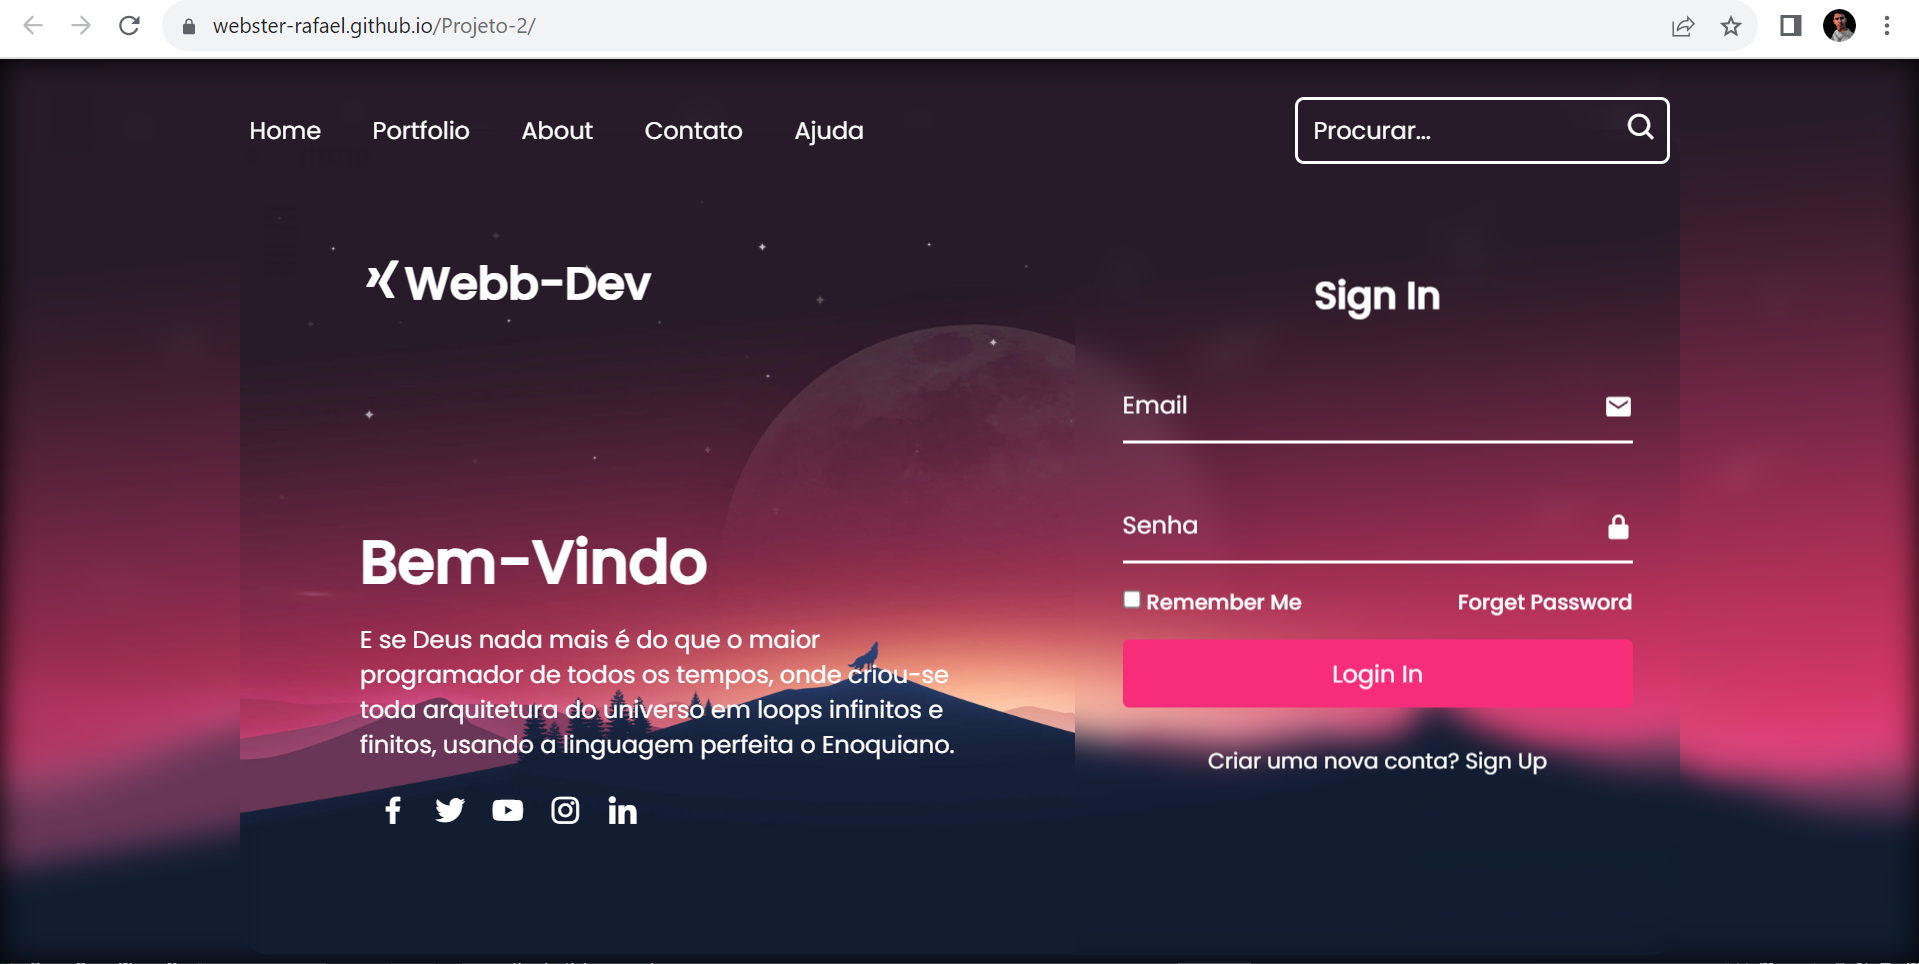 webster-rafael.github.io/Projeto-2/
Home Portfolio About Contato Ajuda Procurar...
Webb-Dev
Sign In
Email
Senha
Remember Me Forget Password
Login In
Criar uma nova conta? Sign Up
Bem-Vindo
E se Deus nada mais é do que o maior
programador de todos os tempos, onde criou-se
toda arquitetura do universo em loops infinitos e
finitos, usando a linguagem perfeita o Enoquiano.